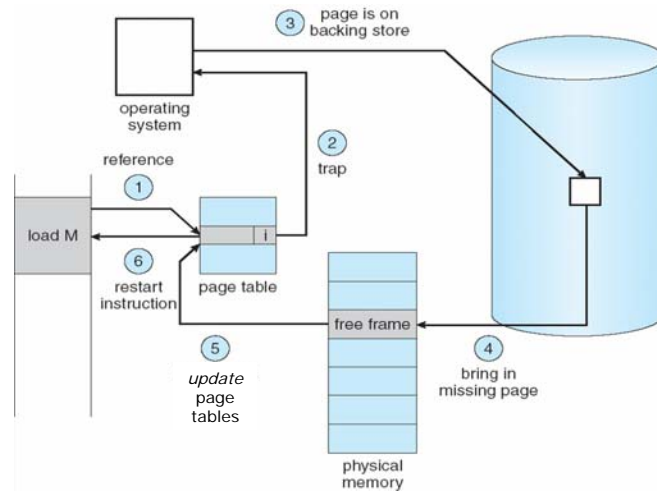 3
page is on
backing store
operating
system
2
trap
reference
1
load M
i
6
restart
instruction
page table
free frame
5
update
page
tables
4
bring in
missing page
physical
memory